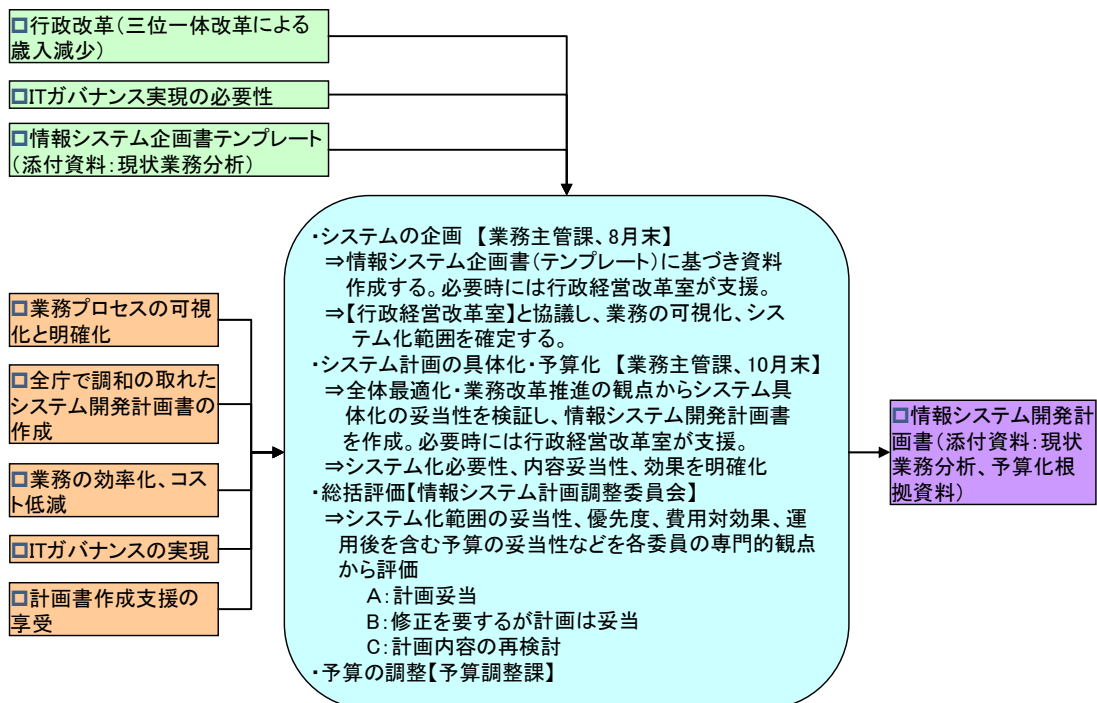 □行政改革（三位一体改革による
歳入減少）
□ITガバナンス実現の必要性
□情報システム企画書テンプレート
（添付資料：現状業務分析）
□業務プロセスの可視
化と明確化
□全庁で調和の取れた
システム開発計画書の
作成
□業務の効率化、コス
ト低減
□ITガバナンスの実現
□計画書作成支援の
享受
・システムの企画 【業務主管課、8月末】
⇒情報システム企画書（テンプレート）に基づき資料
作成する。必要時には行政経営改革室が支援。
⇒【行政経営改革室】と協議し、業務の可視化、シス
テム化範囲を確定する。
・システム計画の具体化・予算化 【業務主管課、10月末】
⇒全体最適化・業務改革推進の観点からシステム具
体化の妥当性を検証し、情報システム開発計画書
を作成。必要時には行政経営改革室が支援。
⇒システム化必要性、内容妥当性、効果を明確化
・総括評価【情報システム計画調整委員会】
⇒システム化範囲の妥当性、優先度、費用対効果、運
用後を含む予算の妥当性などを各委員の専門的観点
から評価
A：計画妥当
B：修正を要するが計画は妥当
C：計画内容の再検討
・予算の調整【予算調整課】
□情報システム開発計
画書（添付資料：現状
業務分析、予算化根
拠資料）